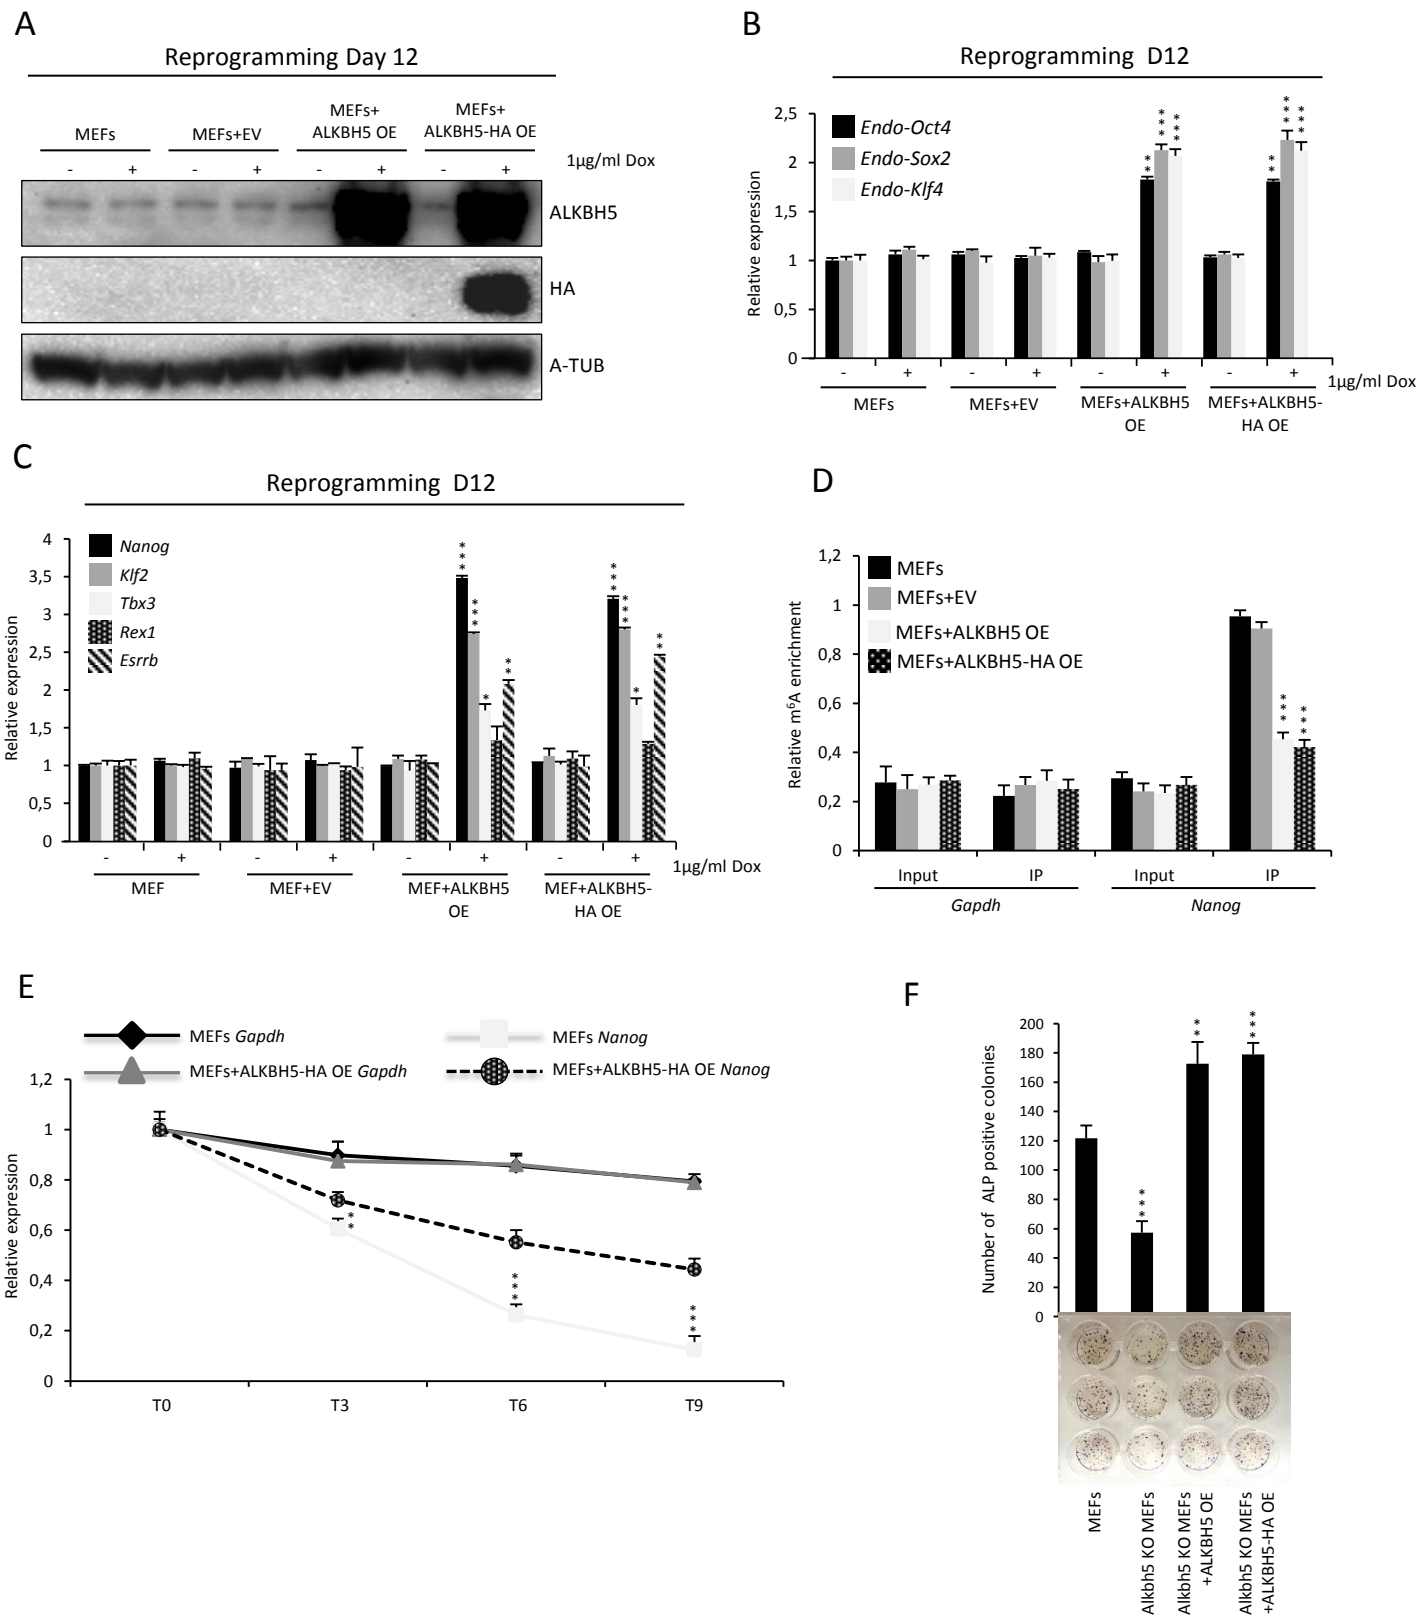 A
Reprogramming Day 12
MEFs
MEFs+EV
MEFs+
ALKBH5 OE
MEFs+
ALKBH5-HA OE
- + - + - + - +
1µg/ml Dox
ALKBH5
HA
A-TUB
B
Reprogramming D12
Relative expression
2,5
2
1,5
1
0,5
0
Endo-Oct4
Endo-Sox2
Endo-Klf4
** *** *** ** *** ***
- + - + - + - +
1µg/ml Dox
MEFs
MEFs+EV
MEFs+ALKBH5
OE
MEFs+ALKBH5-
HA OE
C
Reprogramming D12
Relative expression
4
3,5
3
2,5
2
1,5
1
0,5
0
Nanog
Klf2
Tbx3
Rex1
Esrrb
*** *** * ** *** *** * **
- + - + - + - +
1µg/ml Dox
MEF
MEF+EV
MEF+ALKBH5
OE
MEF+ALKBH5-
HA OE
D
Relative m⁶A enrichment
1,2
1
0,8
0,6
0,4
0,2
0
MEFs
MEFs+EV
MEFs+ALKBH5 OE
MEFs+ALKBH5-HA OE
*** ***
Input IP Input IP
Gapdh Nanog
E
MEFs Gapdh
MEFs Nanog
MEFs+ALKBH5-HA OE Gapdh
MEFs+ALKBH5-HA OE Nanog
Relative expression
1,2
1
0,8
0,6
0,4
0,2
0
** *** ***
T0 T3 T6 T9
F
Number of ALP positive colonies
200
180
160
140
120
100
80
60
40
20
0
*** ** ***
MEFs
Alkbh5 KO MEFs
Alkbh5 KO MEFs
+ALKBH5 OE
Alkbh5 KO MEFs
+ALKBH5-HA OE